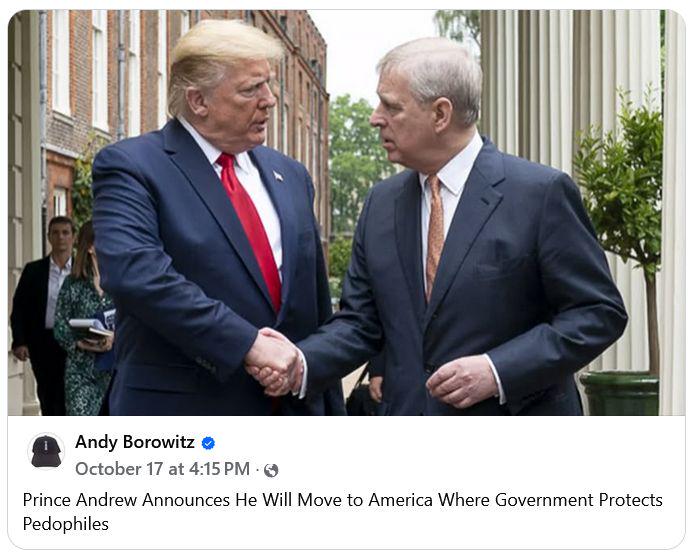 Andy Borowitz
October 17 at 4:15 PM ·
Prince Andrew Announces He Will Move to America Where Government Protects
Pedophiles